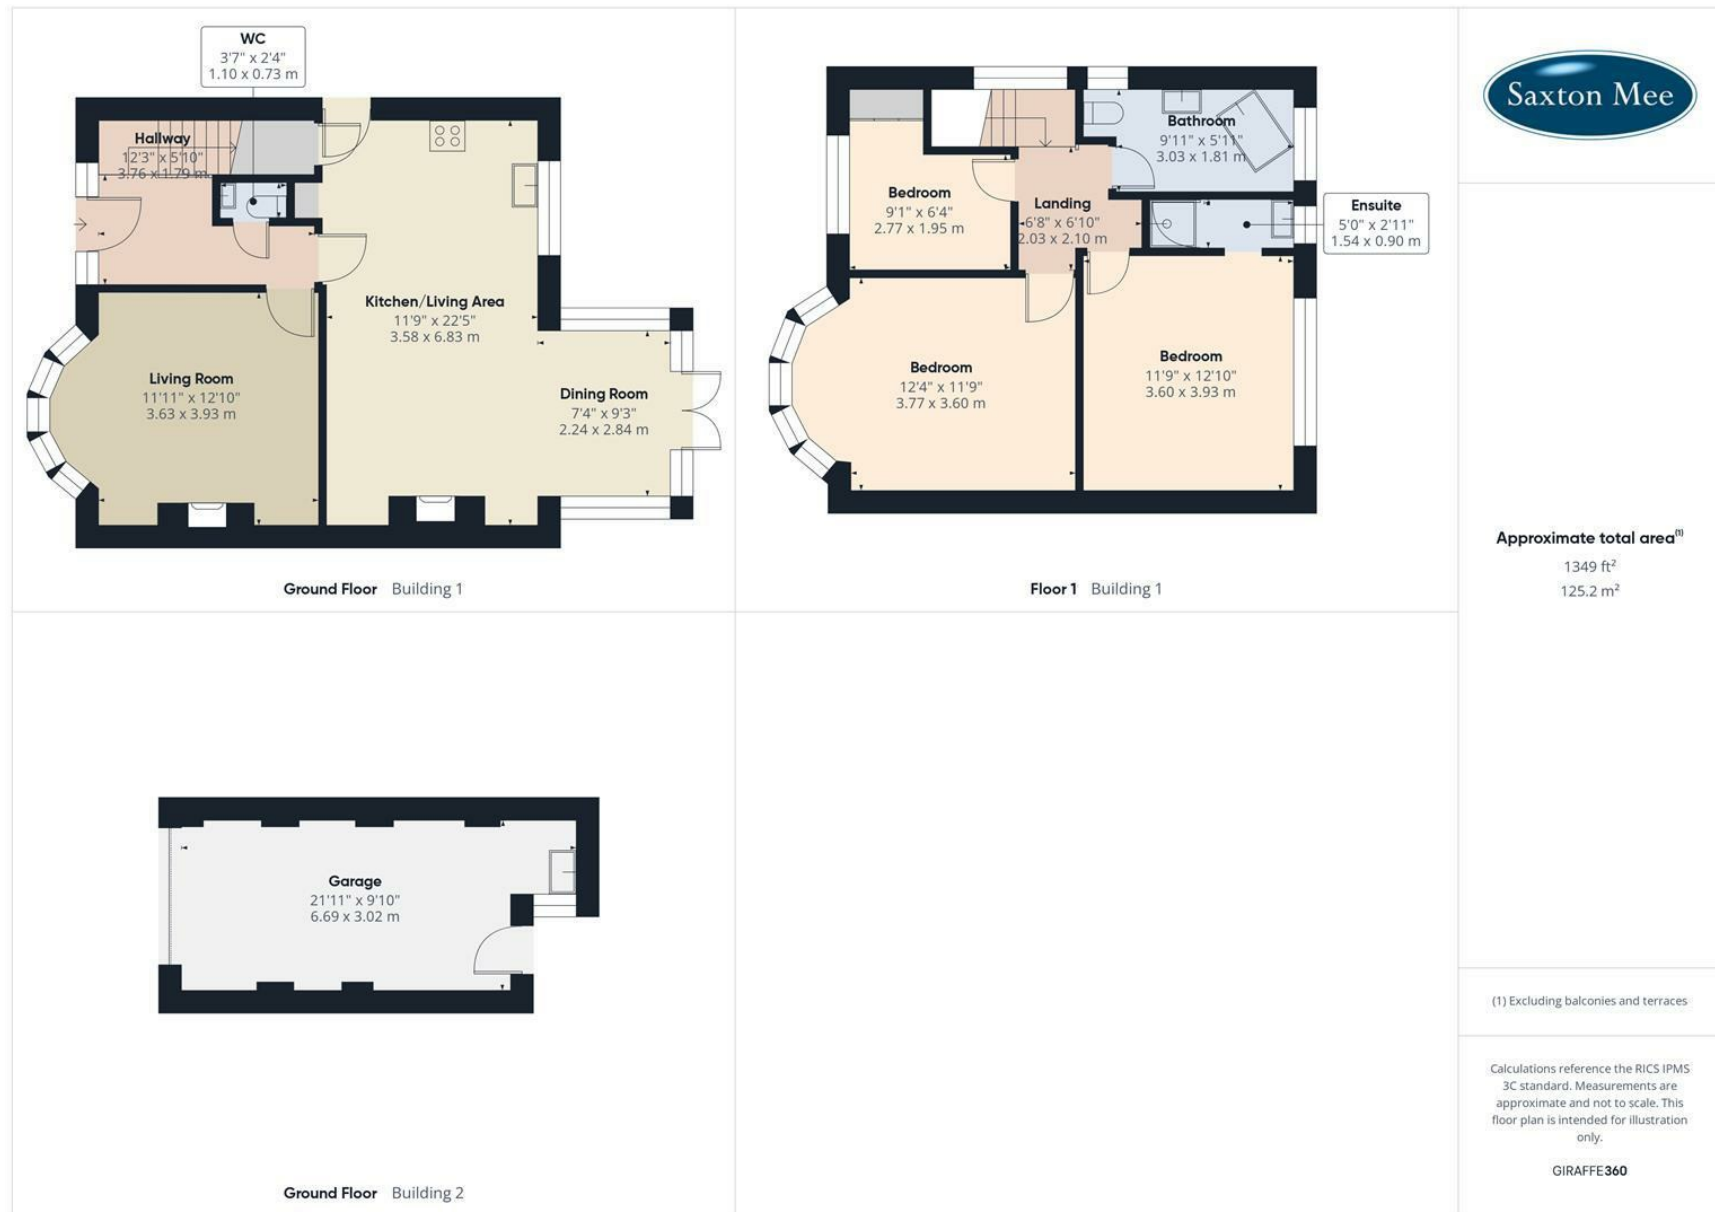 WC
3'7" x 2'4"
1.10 x 0.73 m
Hallway
12'3" x 5'10"
3.76 x 1.79 m
Kitchen/Living Area
11'9" x 22'5"
3.58 x 6.83 m
Living Room
11'11" x 12'10"
3.63 x 3.93 m
Dining Room
7'4" x 9'3"
2.24 x 2.84 m
Ground Floor Building 1
Bathroom
9'11" x 5'11"
3.03 x 1.81 m
Bedroom
9'1" x 6'4"
2.77 x 1.95 m
Landing
6'8" x 6'10"
2.03 x 2.10 m
Ensuite
5'0" x 2'11"
1.54 x 0.90 m
Bedroom
12'4" x 11'9"
3.77 x 3.60 m
Bedroom
11'9" x 12'10"
3.60 x 3.93 m
Floor 1 Building 1
Garage
21'11" x 9'10"
6.69 x 3.02 m
Ground Floor Building 2
Saxton Mee
Approximate total area(1)
1349 ft²
125.2 m²
(1) Excluding balconies and terraces
Calculations reference the RICS IPMS
3C standard. Measurements are
approximate and not to scale. This
floor plan is intended for illustration
only.
GIRAFFE360